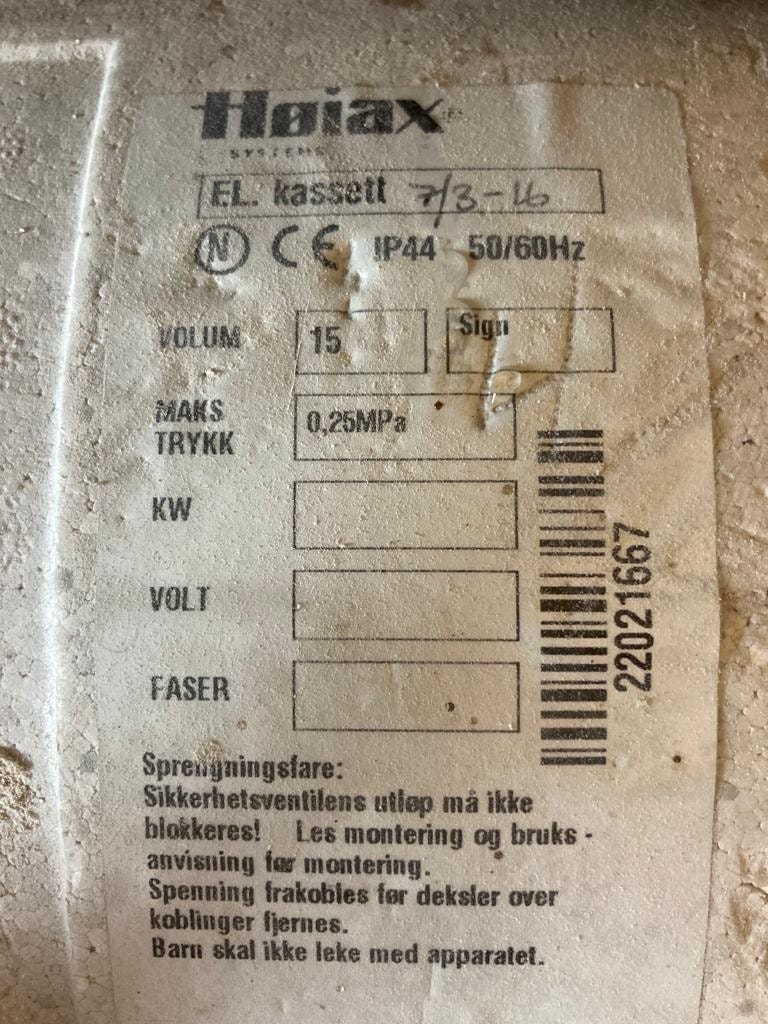 Høiax
SYSTEMS
EL. kassett 7/3-16
N CE IP44 50/60Hz
VOLUM 15 Sign
MAKS TRYKK 0,25MPa
KW
VOLT
FASER
22021667
Sprengningsfare:
Sikkerhetsventilens utløp må ikke
blokkeres! Les montering og bruks -
anvisning før montering.
Spenning frakobles før deksler over
koblinger fjernes.
Barn skal ikke leke med apparatet.